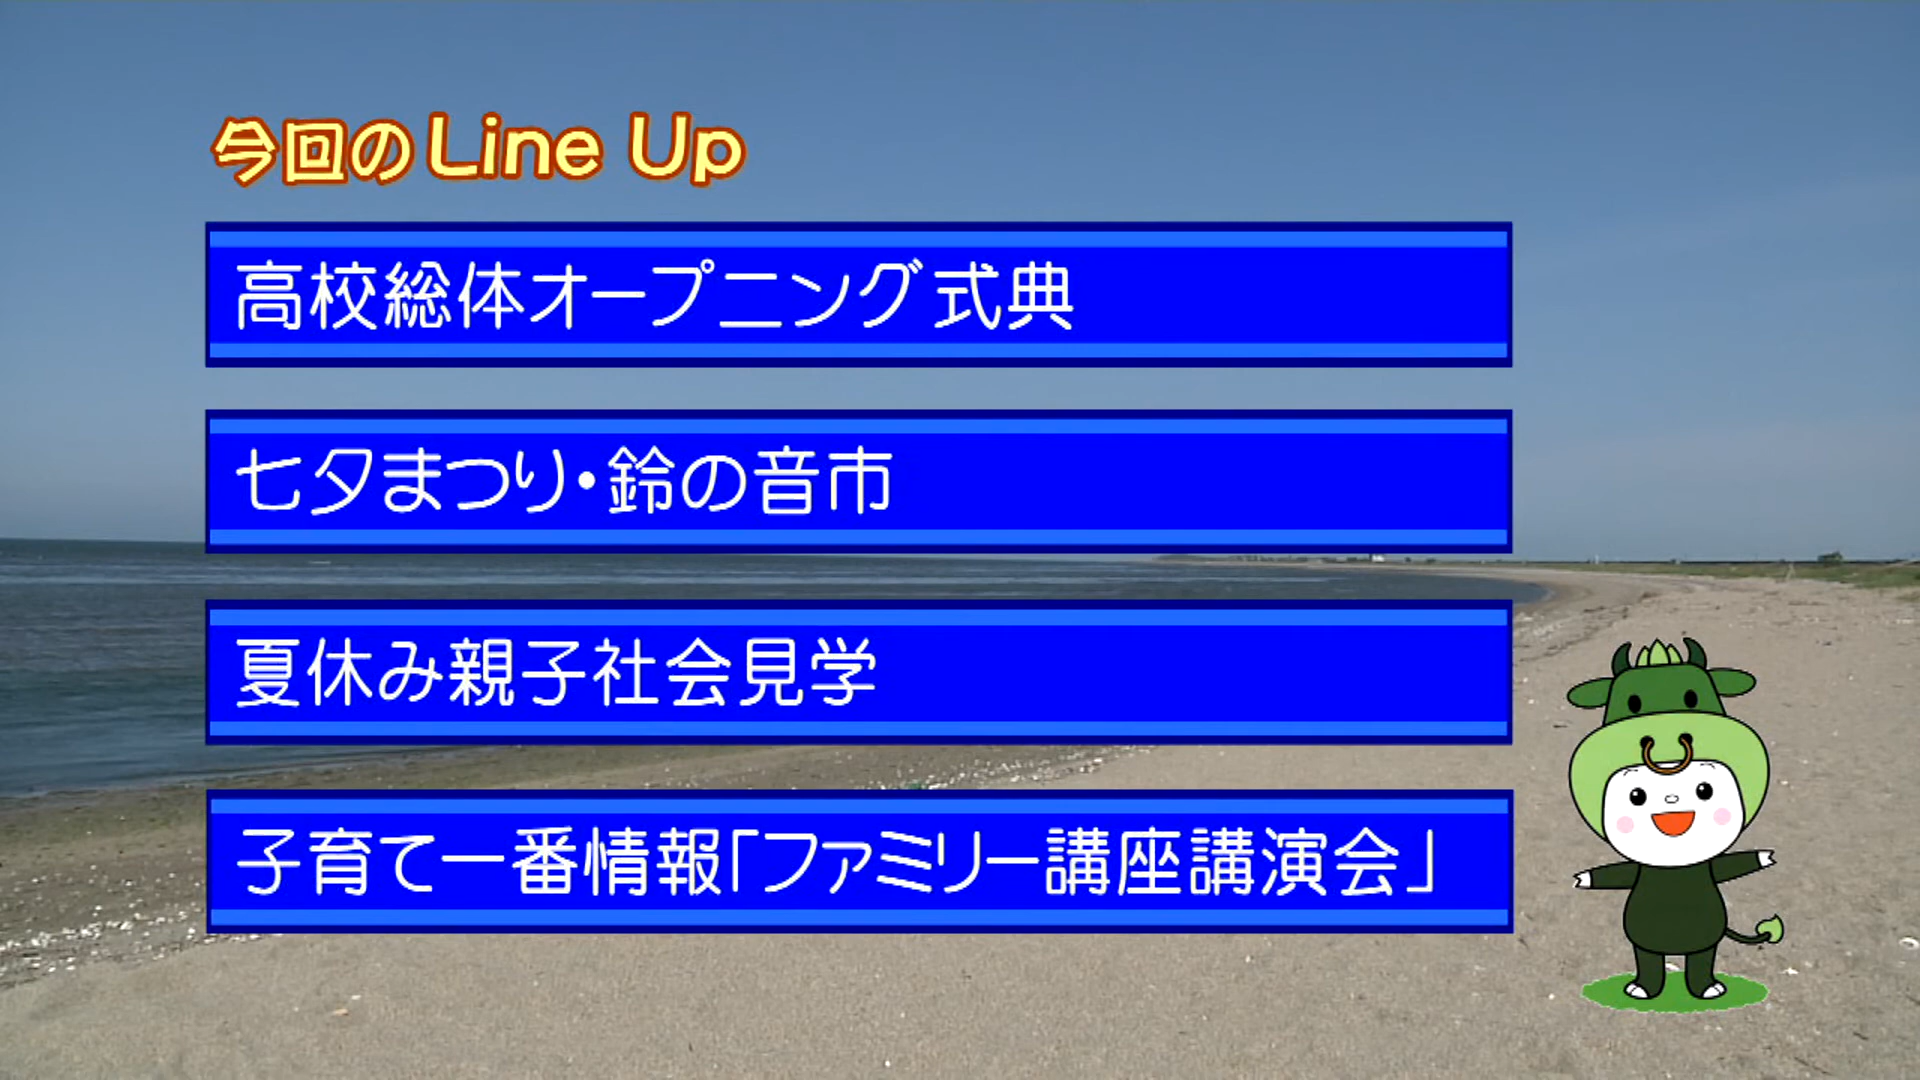 今回のLine Up
高校総体オープニング式典
七夕まつり・鈴の音市
夏休み親子社会見学
子育て一番情報「ファミリー講座講演会」